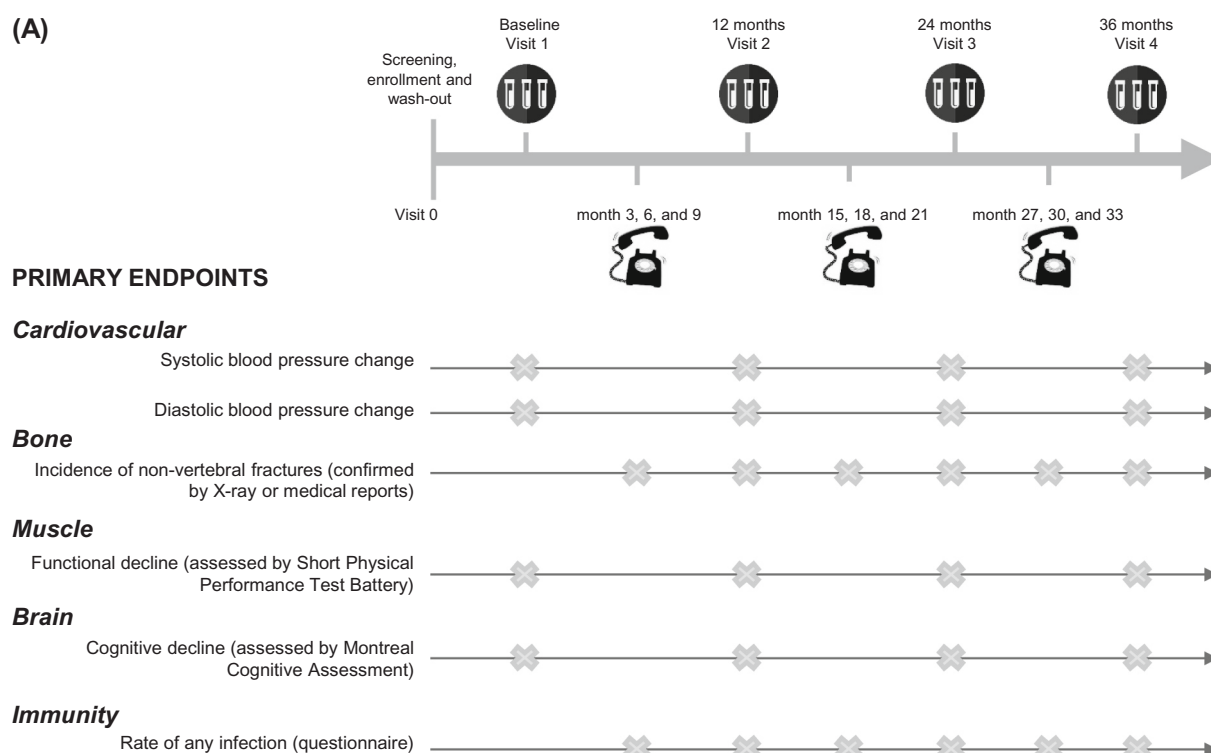 (A)
Baseline
Visit 1
12 months
Visit 2
24 months
Visit 3
36 months
Visit 4
Screening,
enrollment and
wash-out
Visit 0
month 3, 6, and 9
month 15, 18, and 21
month 27, 30, and 33
PRIMARY ENDPOINTS
Cardiovascular
Systolic blood pressure change
Diastolic blood pressure change
Bone
Incidence of non-vertebral fractures (confirmed
by X-ray or medical reports)
Muscle
Functional decline (assessed by Short Physical
Performance Test Battery)
Brain
Cognitive decline (assessed by Montreal
Cognitive Assessment)
Immunity
Rate of any infection (questionnaire)